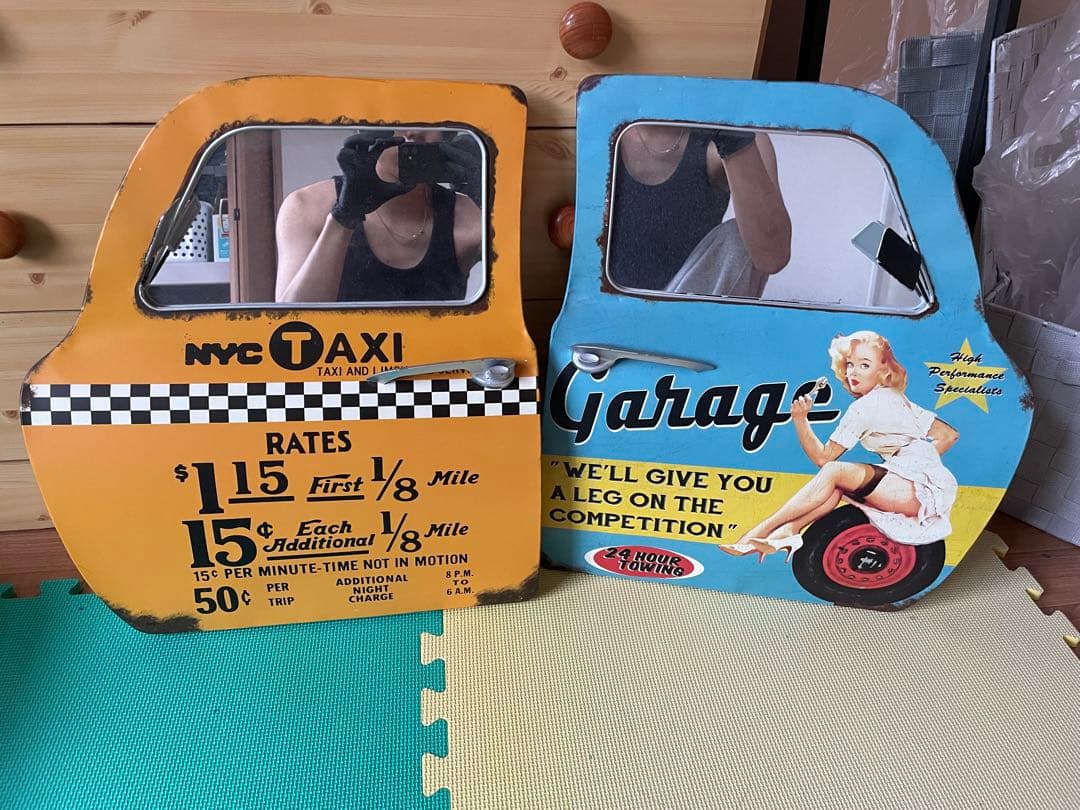 NYC TAXI
TAXI AND
RATES
$1.15 First 1/8 Mile
15¢ Each Additional 1/8 Mile
15¢ PER MINUTE-TIME NOT IN MOTION
50¢ PER TRIP ADDITIONAL NIGHT CHARGE 8 P.M. TO 6 A.M.
Garage
High
Performance
Specialists
"WE'LL GIVE YOU
A LEG ON THE
COMPETITION"
24 HOUR
TOWING